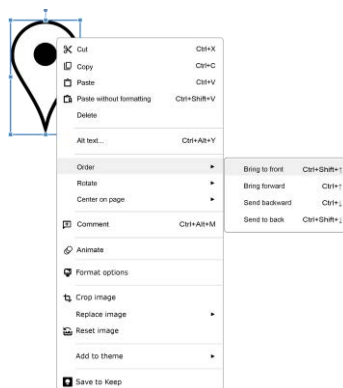 Cut Ctrl+X
Copy Ctrl+C
Paste Ctrl+V
Paste without formatting Ctrl+Shift+V
Delete
Alt text... Ctrl+Alt+Y
Order ►
Bring to front Ctrl+Shift+↑
Rotate ►
Bring forward Ctrl+↑
Center on page ►
Send backward Ctrl+↓
Send to back Ctrl+Shift+↓
Comment Ctrl+Alt+M
Animate
Format options
Crop image
Replace image ►
Reset image
Add to theme ►
Save to Keep